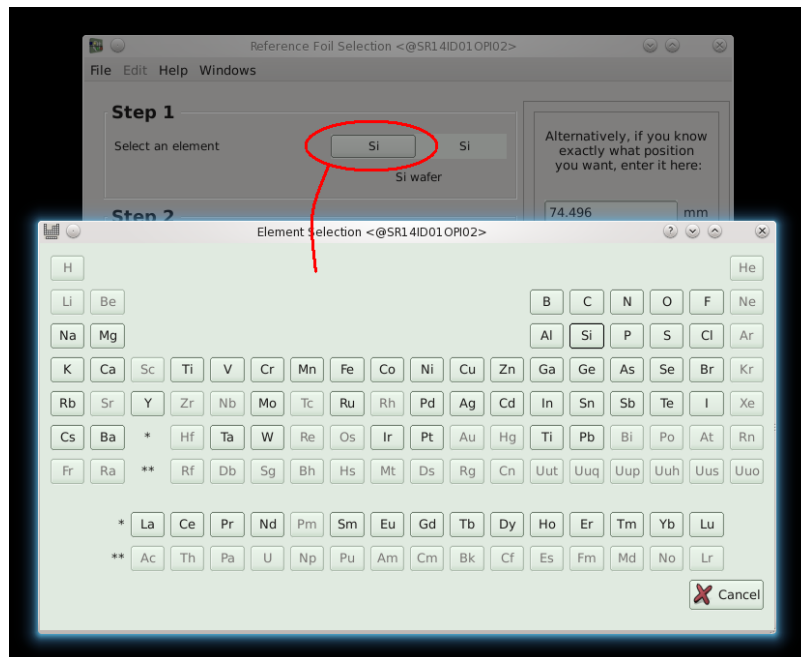 Reference Foil Selection <@SR14ID01OPI02>
File Edit Help Windows
Step 1
Select an element Si Si
Si wafer
Alternatively, if you know
exactly what position
you want, enter it here:
Step 2
74.496 mm
Element Selection <@SR14ID01OPI02>
H He
Li Be B C N O F Ne
Na Mg Al Si P S Cl Ar
K Ca Sc Ti V Cr Mn Fe Co Ni Cu Zn Ga Ge As Se Br Kr
Rb Sr Y Zr Nb Mo Tc Ru Rh Pd Ag Cd In Sn Sb Te I Xe
Cs Ba * Hf Ta W Re Os Ir Pt Au Hg Ti Pb Bi Po At Rn
Fr Ra ** Rf Db Sg Bh Hs Mt Ds Rg Cn Uut Uuq Uup Uuh Uus Uuo
* La Ce Pr Nd Pm Sm Eu Gd Tb Dy Ho Er Tm Yb Lu
** Ac Th Pa U Np Pu Am Cm Bk Cf Es Fm Md No Lr
Cancel